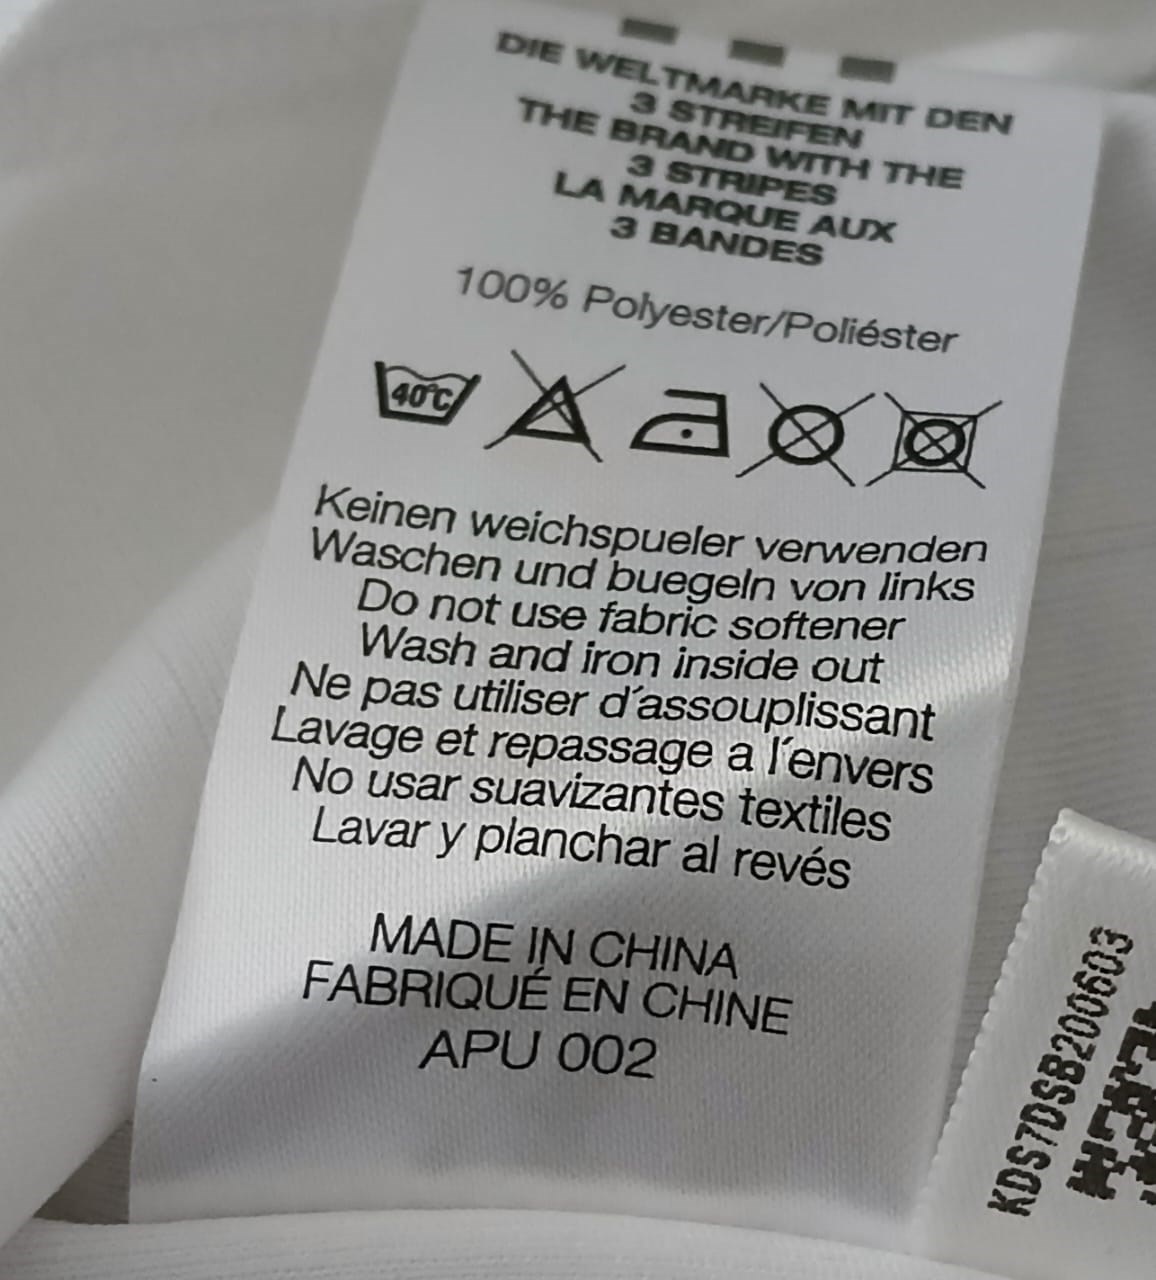 DIE WELTMARKE MIT DEN
3 STREIFEN
THE BRAND WITH THE
3 STRIPES
LA MARQUE AUX
3 BANDES
100% Polyester/Poliéster
40°C
Keinen weichspueler verwenden
Waschen und buegeln von links
Do not use fabric softener
Wash and iron inside out
Ne pas utiliser d'assouplissant
Lavage et repassage a l'envers
No usar suavizantes textiles
Lavar y planchar al revés
MADE IN CHINA
FABRIQUÉ EN CHINE
APU 002
KDS7DSB200603